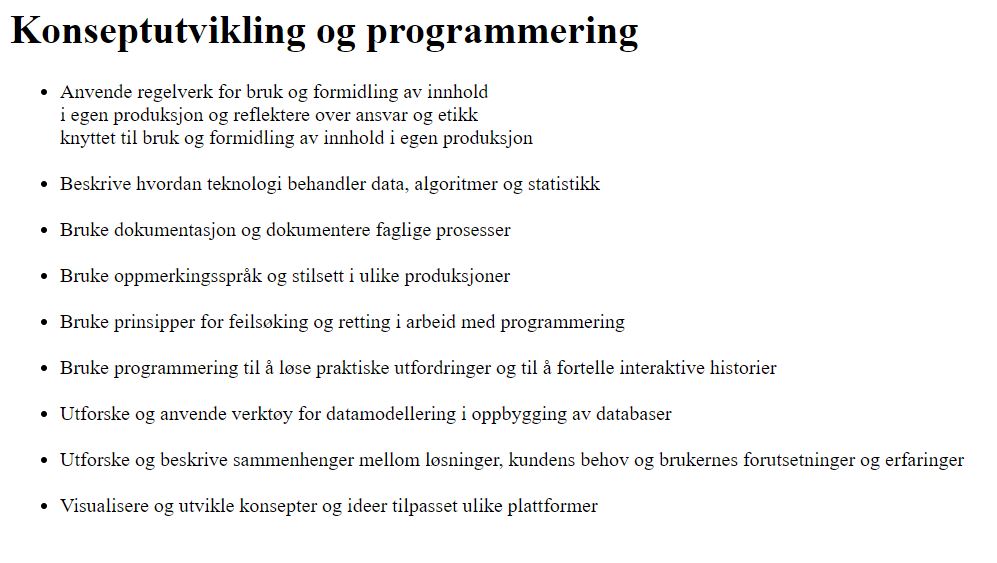 Konseptutvikling og programmering
• Anvende regelverk for bruk og formidling av innhold
i egen produksjon og reflektere over ansvar og etikk
knyttet til bruk og formidling av innhold i egen produksjon
• Beskrive hvordan teknologi behandler data, algoritmer og statistikk
• Bruke dokumentasjon og dokumentere faglige prosesser
• Bruke oppmerkingsspråk og stilsett i ulike produksjoner
• Bruke prinsipper for feilsøking og retting i arbeid med programmering
• Bruke programmering til å løse praktiske utfordringer og til å fortelle interaktive historier
• Utforske og anvende verktøy for datamodellering i oppbygging av databaser
• Utforske og beskrive sammenhenger mellom løsninger, kundens behov og brukernes forutsetninger og erfaringer
• Visualisere og utvikle konsepter og ideer tilpasset ulike plattformer